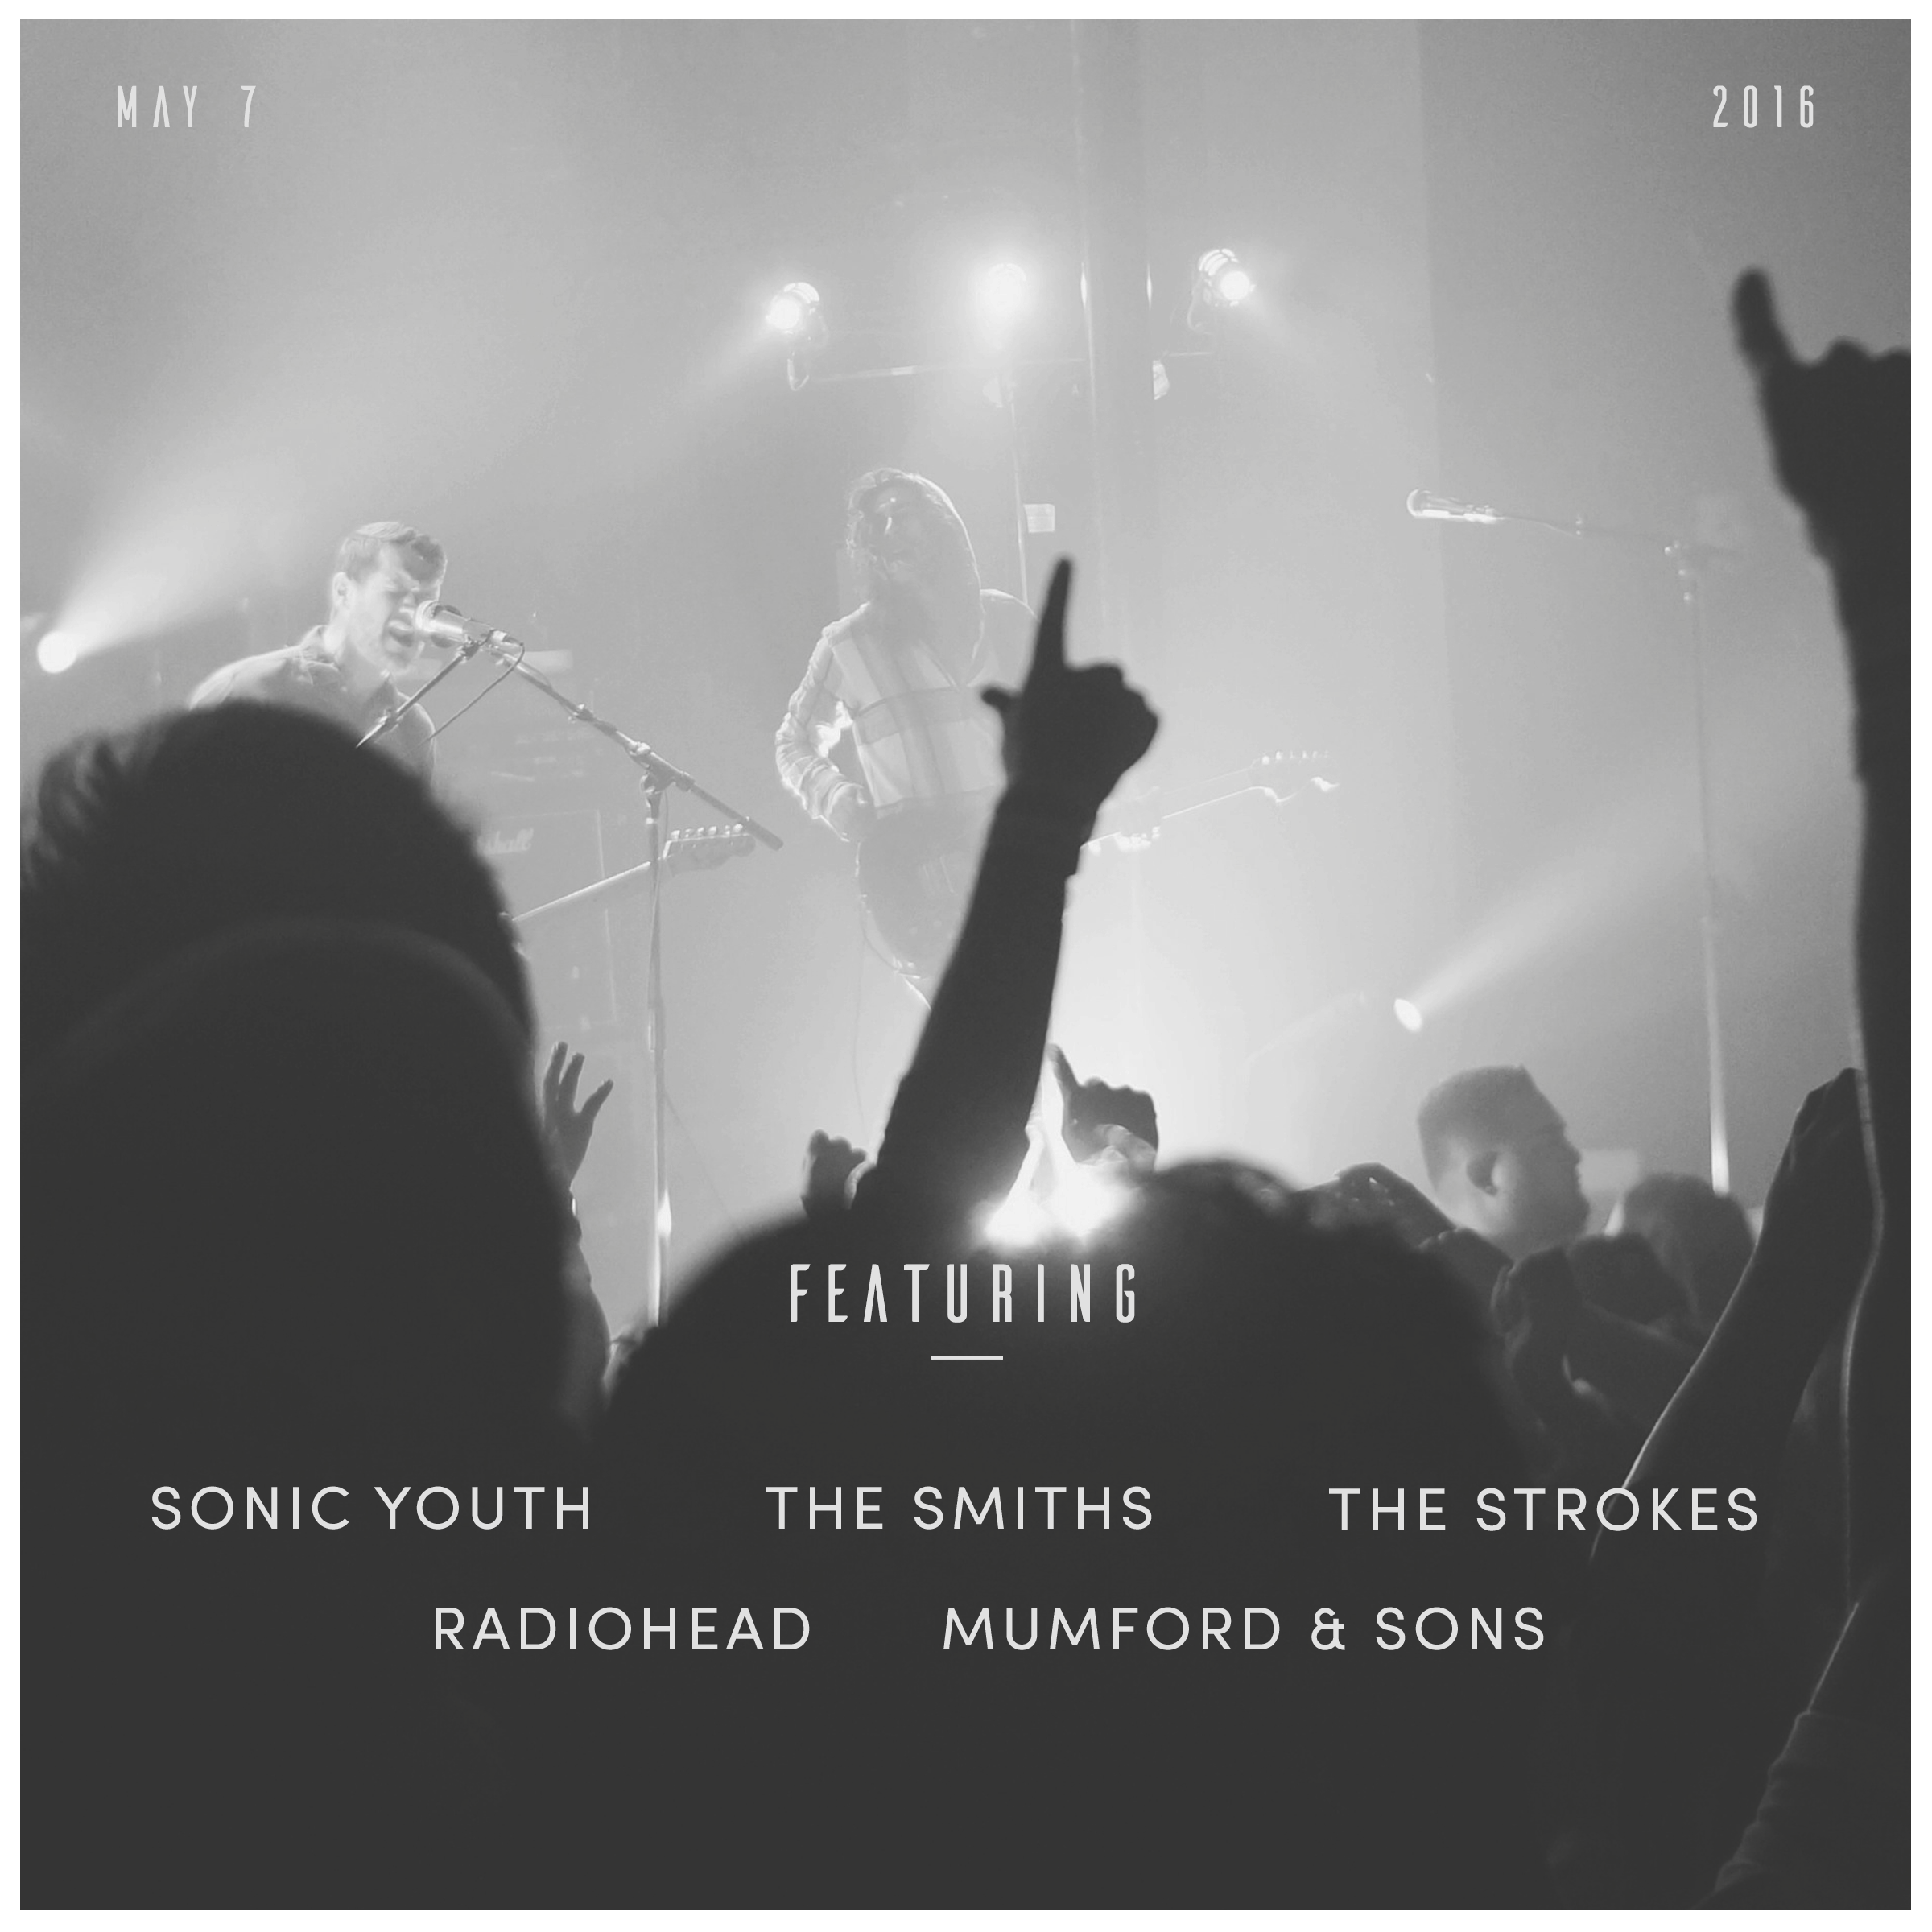 MAY 7 2016
FEATURING
SONIC YOUTH THE SMITHS THE STROKES
RADIOHEAD MUMFORD & SONS